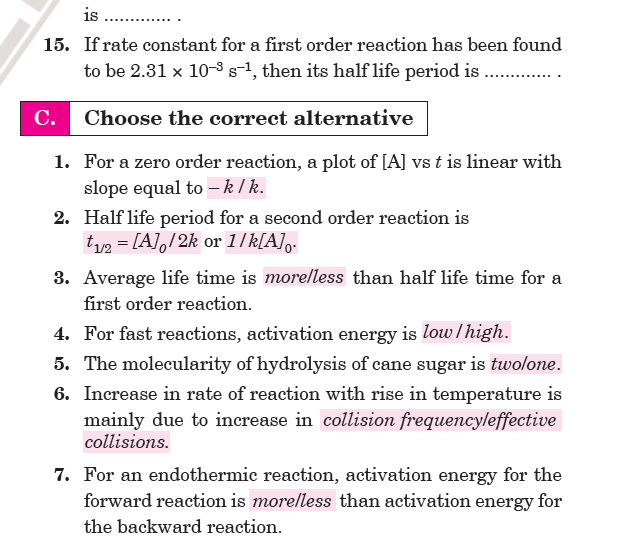 is ............. .
15. If rate constant for a first order reaction has been found
to be 2.31 × 10⁻³ s⁻¹, then its half life period is ............. .
C. Choose the correct alternative
1. For a zero order reaction, a plot of [A] vs t is linear with
slope equal to – k / k.
2. Half life period for a second order reaction is
t₁/₂ = [A]₀/2k or 1/k[A]₀.
3. Average life time is more/less than half life time for a
first order reaction.
4. For fast reactions, activation energy is low / high.
5. The molecularity of hydrolysis of cane sugar is two/one.
6. Increase in rate of reaction with rise in temperature is
mainly due to increase in collision frequency/effective
collisions.
7. For an endothermic reaction, activation energy for the
forward reaction is more/less than activation energy for
the backward reaction.